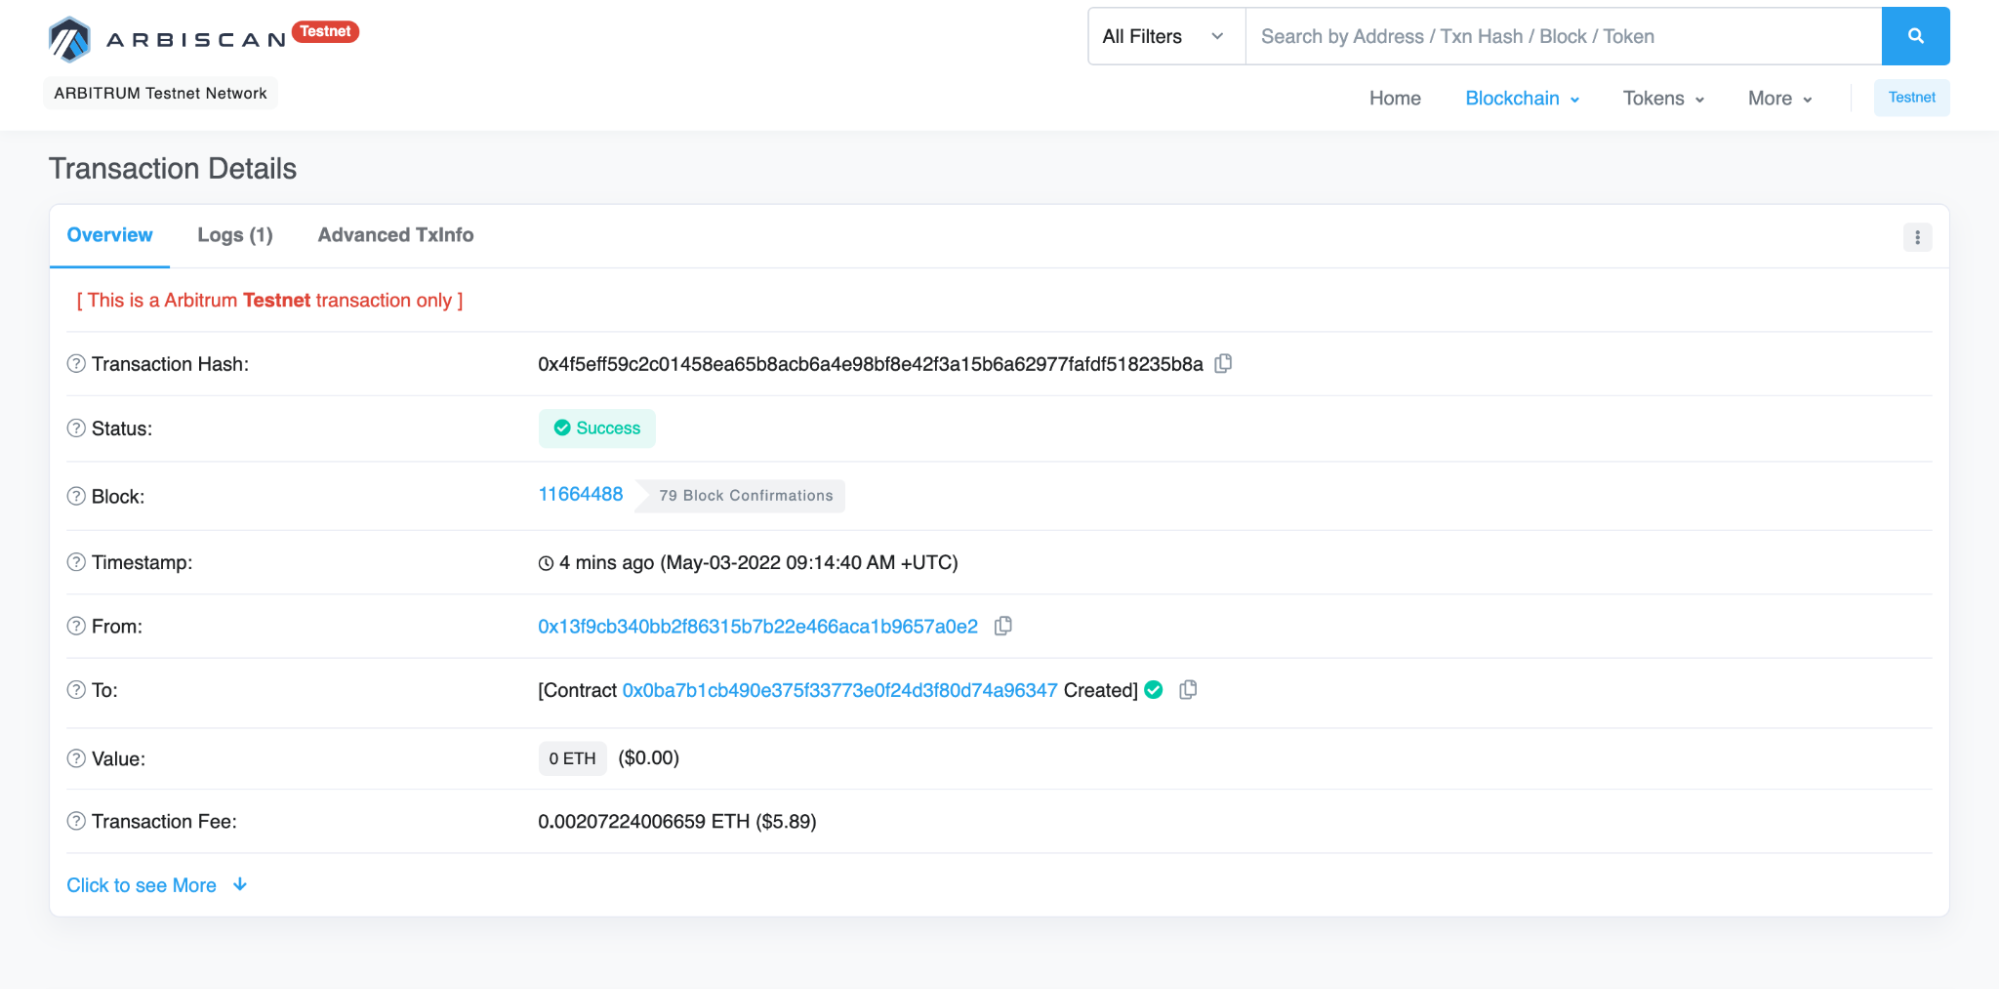 ARBISCAN Testnet
All Filters
Search by Address / Txn Hash / Block / Token
ARBITRUM Testnet Network
Home Blockchain Tokens More Testnet
Transaction Details
Overview Logs (1) Advanced TxInfo
[ This is a Arbitrum Testnet transaction only ]
Transaction Hash: 0x4f5eff59c2c01458ea65b8acb6a4e98bf8e42f3a15b6a62977fafdf518235b8a
Status: Success
Block: 11664488 79 Block Confirmations
Timestamp: 4 mins ago (May-03-2022 09:14:40 AM +UTC)
From: 0x13f9cb340bb2f86315b7b22e466aca1b9657a0e2
To: [Contract 0x0ba7b1cb490e375f33773e0f24d3f80d74a96347 Created]
Value: 0 ETH ($0.00)
Transaction Fee: 0.00207224006659 ETH ($5.89)
Click to see More